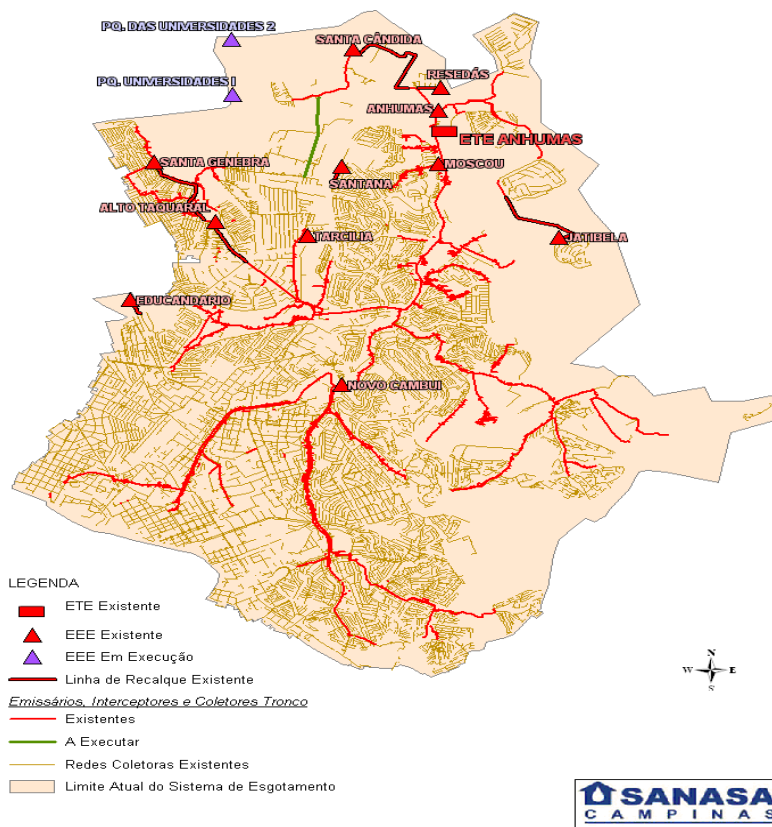 PQ. DAS UNIVERSIDADES 2
SANTA CÂNDIDA
RESEDÁS
PQ. UNIVERSIDADES I
ANHUMAS
ETE ANHUMAS
SANTA GENEBRA
MOSCOU
SANTANA
ALTO TAQUARAL
TARCILIA
JATIBELA
EDUCANDÁRIO
NOVO CAMBUI
LEGENDA
ETE Existente
EEE Existente
EEE Em Execução
Linha de Recalque Existente
Emissários, Interceptores e Coletores Tronco
Existentes
A Executar
Redes Coletoras Existentes
Limite Atual do Sistema de Esgotamento
N
W E
S
SANASA
CAMPINAS